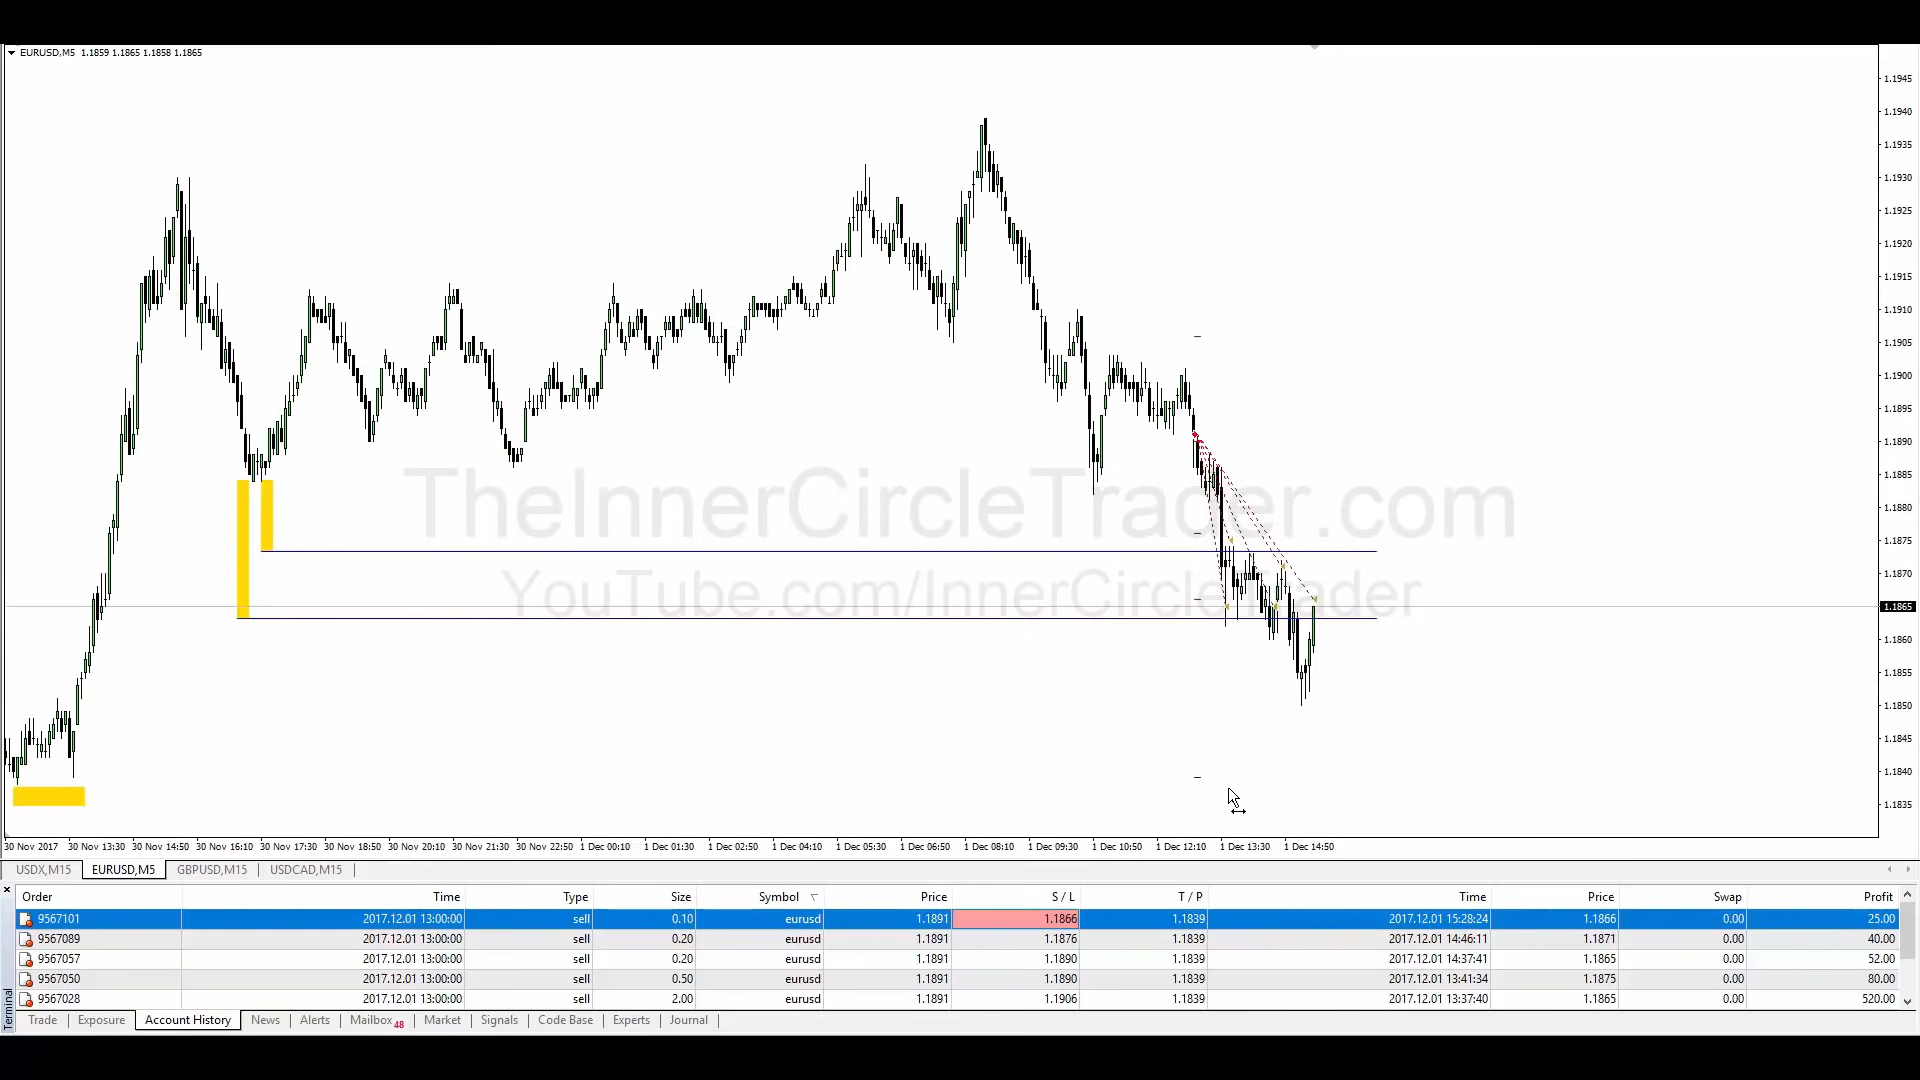 EURUSD,M5 1.1859 1.1865 1.1858 1.1865
1.1945
1.1940
1.1935
1.1930
1.1925
1.1920
1.1915
1.1910
1.1905
1.1900
1.1895
1.1890
1.1885
1.1880
1.1875
1.1870
1.1865
1.1860
1.1855
1.1850
1.1845
1.1840
1.1835
TheInnerCircleTrader.com
YouTube.com/InnerCircleTrader
30 Nov 2017 30 Nov 13:30 30 Nov 14:50 30 Nov 16:10 30 Nov 17:30 30 Nov 18:50 30 Nov 20:10 30 Nov 21:30 30 Nov 22:50 1 Dec 00:10 1 Dec 01:30 1 Dec 02:50 1 Dec 04:10 1 Dec 05:30 1 Dec 06:50 1 Dec 08:10 1 Dec 09:30 1 Dec 10:50 1 Dec 12:10 1 Dec 13:30 1 Dec 14:50
USDX,M15 EURUSD,M5 GBPUSD,M15 USDCAD,M15
Order Time Type Size Symbol Price S / L T / P Time Price Swap Profit
9567101 2017.12.01 13:00:00 sell 0.10 eurusd 1.1891 1.1866 1.1839 2017.12.01 15:28:24 1.1866 0.00 25.00
9567089 2017.12.01 13:00:00 sell 0.20 eurusd 1.1891 1.1876 1.1839 2017.12.01 14:46:11 1.1871 0.00 40.00
9567057 2017.12.01 13:00:00 sell 0.20 eurusd 1.1891 1.1890 1.1839 2017.12.01 14:37:41 1.1865 0.00 52.00
9567050 2017.12.01 13:00:00 sell 0.50 eurusd 1.1891 1.1890 1.1839 2017.12.01 13:41:34 1.1875 0.00 80.00
9567028 2017.12.01 13:00:00 sell 2.00 eurusd 1.1891 1.1906 1.1839 2017.12.01 13:37:40 1.1865 0.00 520.00
Terminal
Trade Exposure Account History News Alerts Mailbox 48 Market Signals Code Base Experts Journal